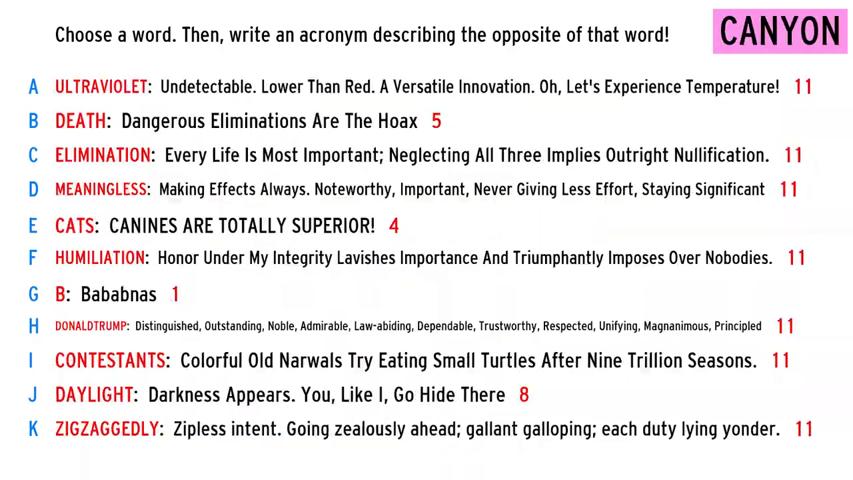 Choose a word. Then, write an acronym describing the opposite of that word!
CANYON
A ULTRAVIOLET: Undetectable. Lower Than Red. A Versatile Innovation. Oh, Let's Experience Temperature! 11
B DEATH: Dangerous Eliminations Are The Hoax 5
C ELIMINATION: Every Life Is Most Important; Neglecting All Three Implies Outright Nullification. 11
D MEANINGLESS: Making Effects Always. Noteworthy, Important, Never Giving Less Effort, Staying Significant 11
E CATS: CANINES ARE TOTALLY SUPERIOR! 4
F HUMILIATION: Honor Under My Integrity Lavishes Importance And Triumphantly Imposes Over Nobodies. 11
G B: Bababnas 1
H DONALDTRUMP: Distinguished, Outstanding, Noble, Admirable, Law-abiding, Dependable, Trustworthy, Respected, Unifying, Magnanimous, Principled 11
I CONTESTANTS: Colorful Old Narwals Try Eating Small Turtles After Nine Trillion Seasons. 11
J DAYLIGHT: Darkness Appears. You, Like I, Go Hide There 8
K ZIGZAGGEDLY: Zipless intent. Going zealously ahead; gallant galloping; each duty lying yonder. 11